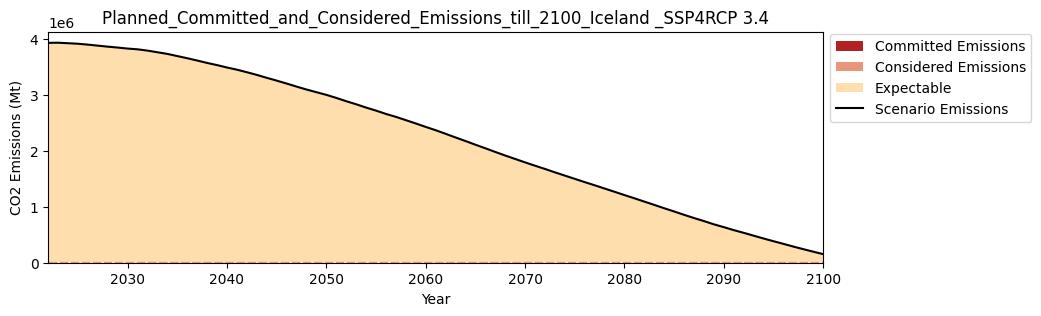 Planned_Committed_and_Considered_Emissions_till_2100_Iceland _SSP4RCP 3.4
1e6
4
3
2
1
0
CO2 Emissions (Mt)
2030 2040 2050 2060 2070 2080 2090 2100
Year
Committed Emissions
Considered Emissions
Expectable
Scenario Emissions